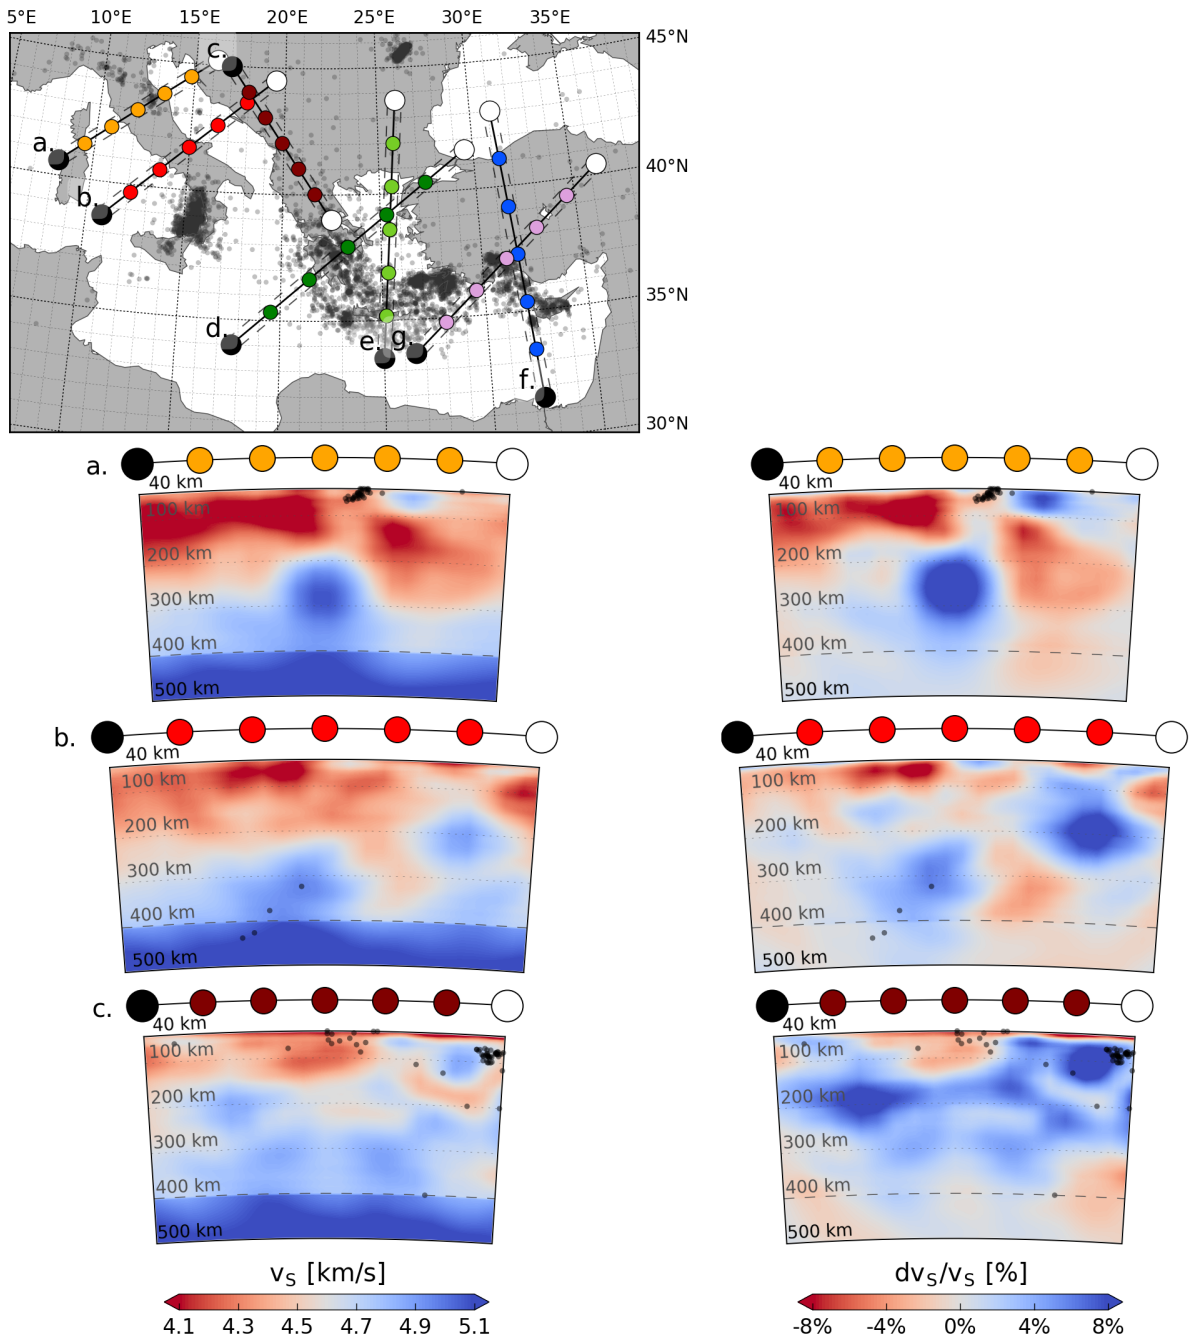 5°E 10°E 15°E 20°E 25°E 30°E 35°E
45°N
c.
a.
40°N
b.
35°N
d.
e. g.
f.
30°N
a.
40 km 40 km
100 km 100 km
200 km 200 km
300 km 300 km
400 km 400 km
500 km 500 km
b.
40 km 40 km
100 km 100 km
200 km 200 km
300 km 300 km
400 km 400 km
500 km 500 km
c.
40 km 40 km
100 km 100 km
200 km 200 km
300 km 300 km
400 km 400 km
500 km 500 km
vS [km/s] dvS/vS [%]
4.1 4.3 4.5 4.7 4.9 5.1 -8% -4% 0% 4% 8%